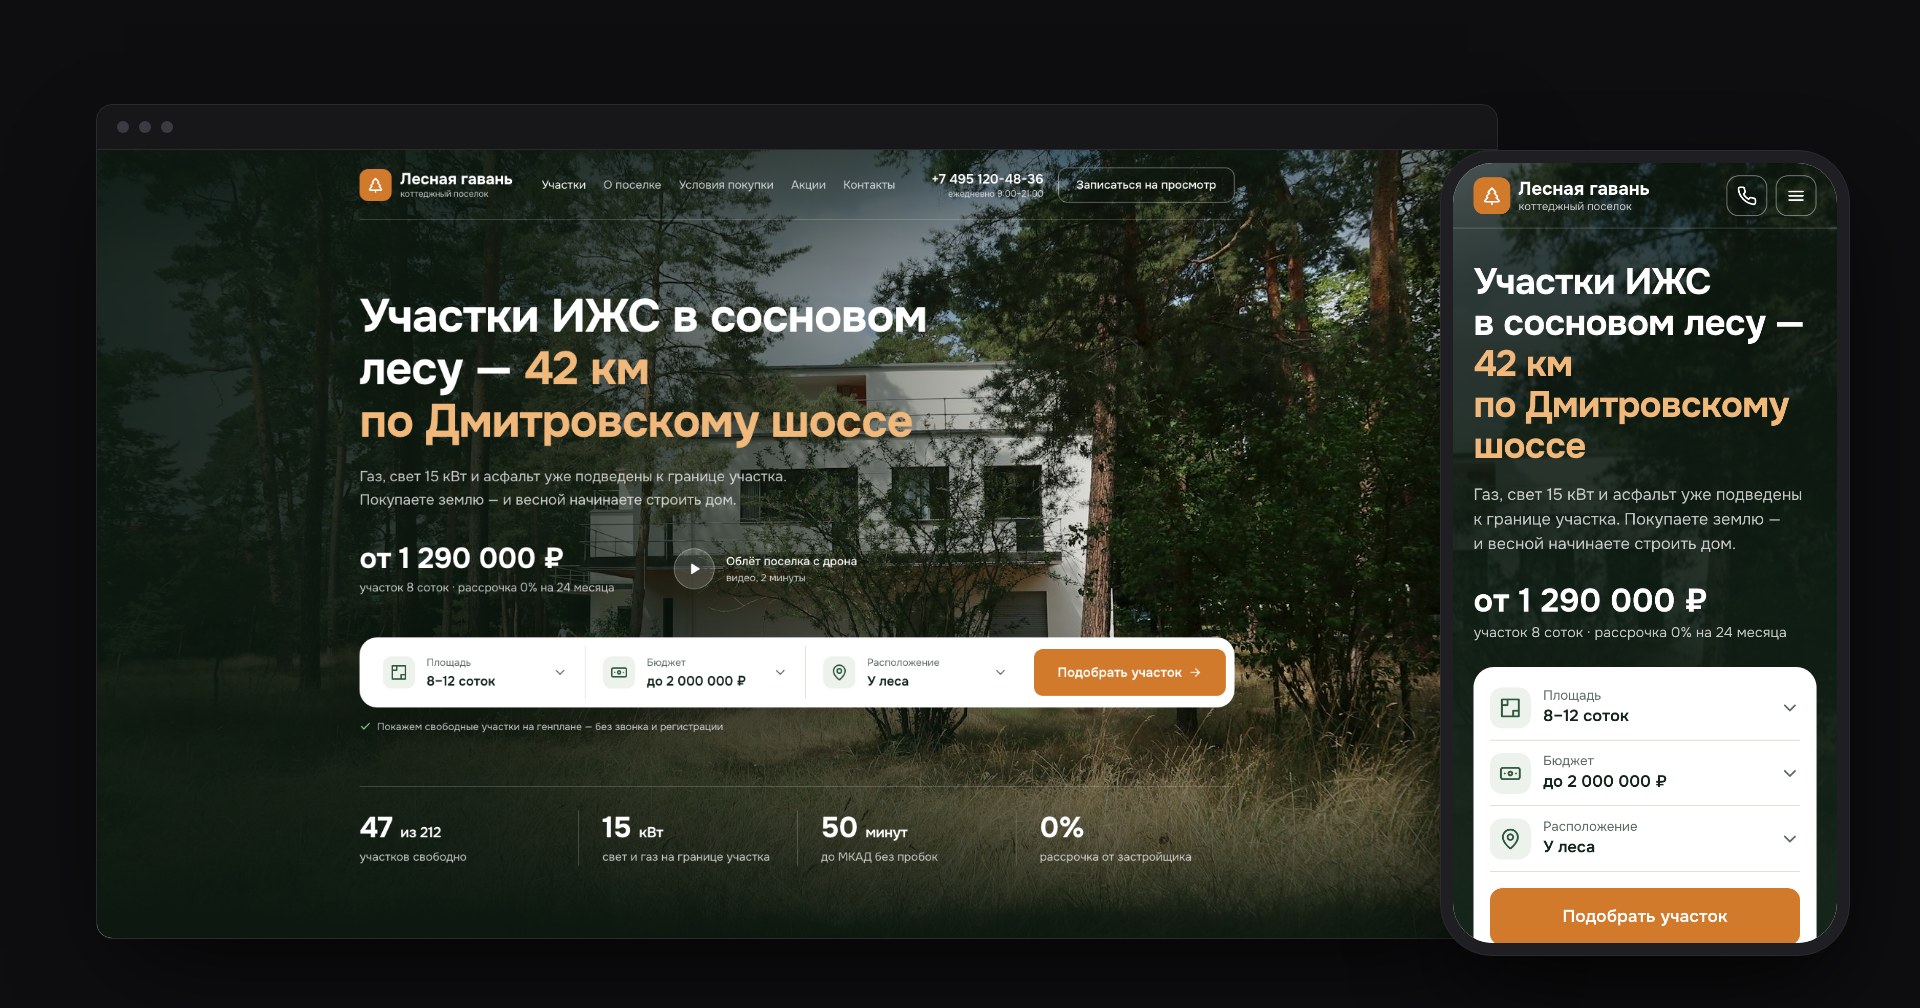 Лесная гавань
коттеджный поселок
Участки
О поселке
Условия покупки
Акции
Контакты
+7 495 120-48-36
ежедневно 9:00–21:00
Записаться на просмотр
Участки ИЖС в сосновом
лесу — 42 км
по Дмитровскому шоссе
Газ, свет 15 кВт и асфальт уже подведены к границе участка.
Покупаете землю — и весной начинаете строить дом.
от 1 290 000 ₽
участок 8 соток · рассрочка 0% на 24 месяца
Облёт поселка с дрона
видео, 2 минуты
Площадь
8–12 соток
Бюджет
до 2 000 000 ₽
Расположение
У леса
Подобрать участок →
Покажем свободные участки на генплане — без звонка и регистрации
47 из 212
участков свободно
15 кВт
свет и газ на границе участка
50 минут
до МКАД без пробок
0%
рассрочка от застройщика
Лесная гавань
коттеджный поселок
Участки ИЖС
в сосновом лесу —
42 км
по Дмитровскому
шоссе
Газ, свет 15 кВт и асфальт уже подведены
к границе участка. Покупаете землю —
и весной начинаете строить дом.
от 1 290 000 ₽
участок 8 соток · рассрочка 0% на 24 месяца
Площадь
8–12 соток
Бюджет
до 2 000 000 ₽
Расположение
У леса
Подобрать участок